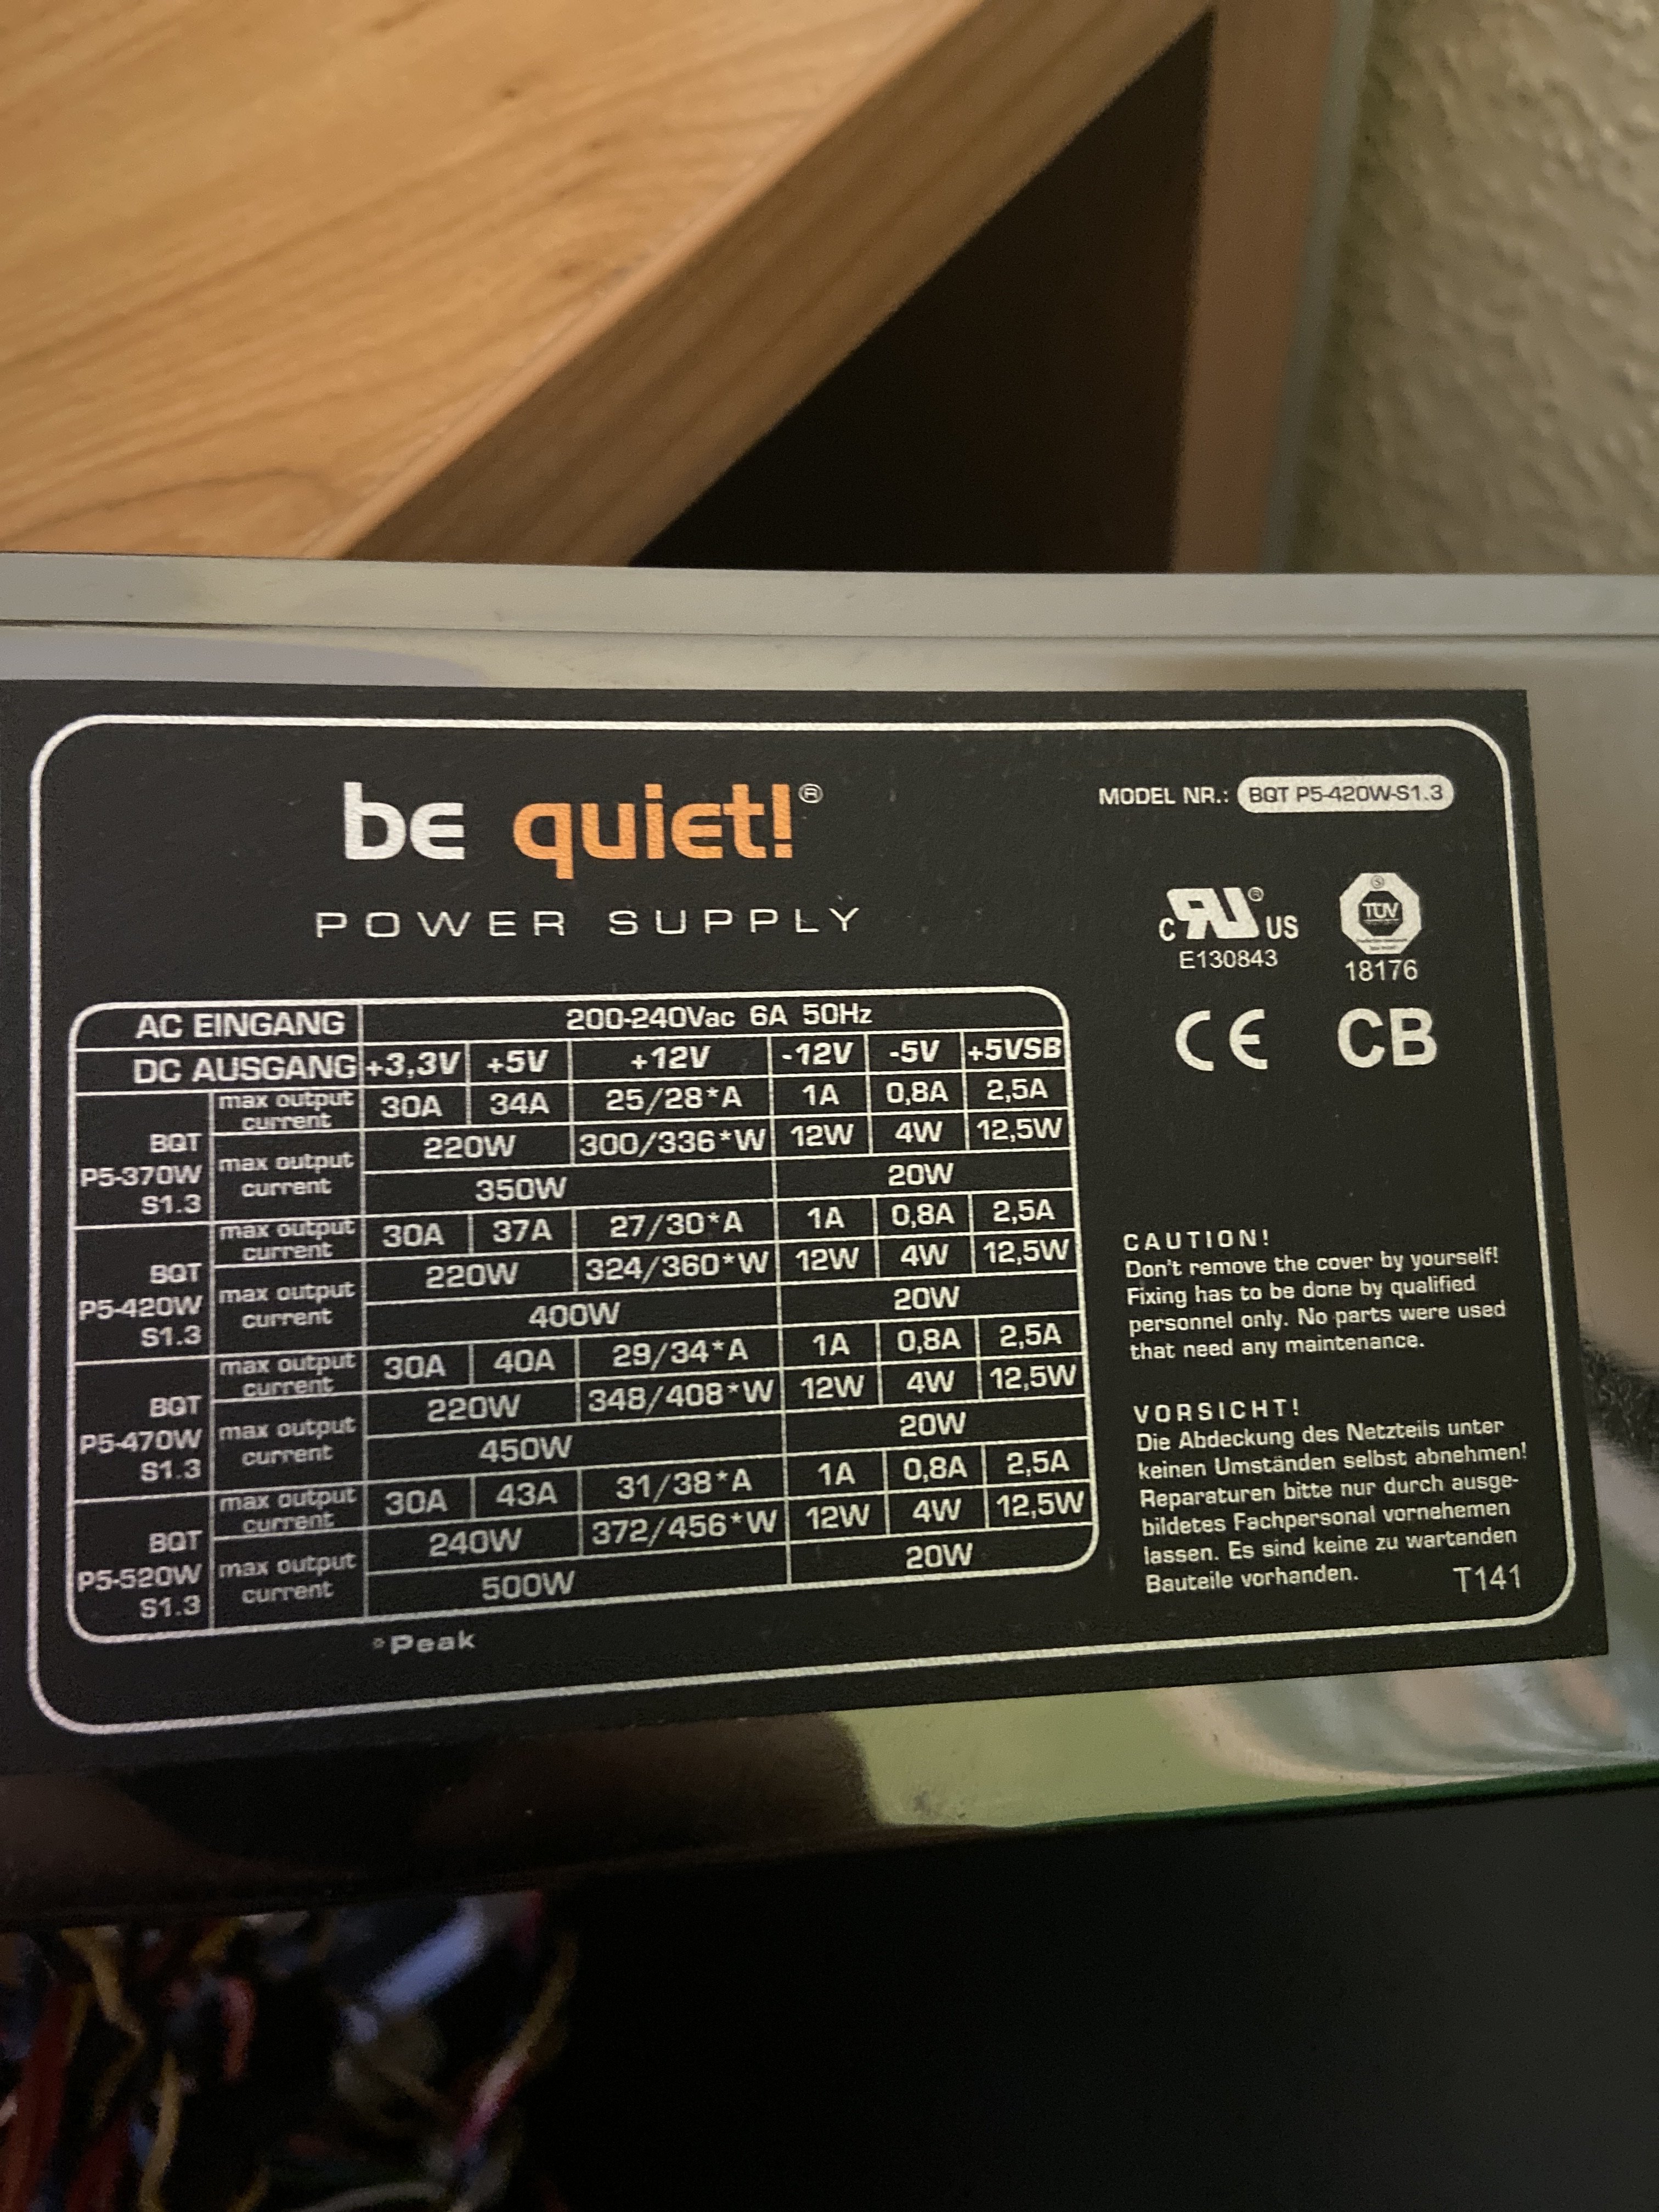 be quiet!®
POWER SUPPLY
MODEL NR.: BQT P5-420W-S1.3
C RU® US
E130843
TÜV
18176
CE CB
AC EINGANG 200-240Vac 6A 50Hz
DC AUSGANG +3,3V +5V +12V -12V -5V +5VSB
BQT P5-370W S1.3
max output current 30A 34A 25/28*A 1A 0,8A 2,5A
max output current 220W 300/336*W 12W 4W 12,5W
350W 20W
BQT P5-420W S1.3
max output current 30A 37A 27/30*A 1A 0,8A 2,5A
max output current 220W 324/360*W 12W 4W 12,5W
400W 20W
BQT P5-470W S1.3
max output current 30A 40A 29/34*A 1A 0,8A 2,5A
max output current 220W 348/408*W 12W 4W 12,5W
450W 20W
BQT P5-520W S1.3
max output current 30A 43A 31/38*A 1A 0,8A 2,5A
max output current 240W 372/456*W 12W 4W 12,5W
500W 20W
*Peak
CAUTION!
Don't remove the cover by yourself!
Fixing has to be done by qualified
personnel only. No parts were used
that need any maintenance.
VORSICHT!
Die Abdeckung des Netzteils unter
keinen Umständen selbst abnehmen!
Reparaturen bitte nur durch ausge-
bildetes Fachpersonal vornehemen
lassen. Es sind keine zu wartenden
Bauteile vorhanden.
T141